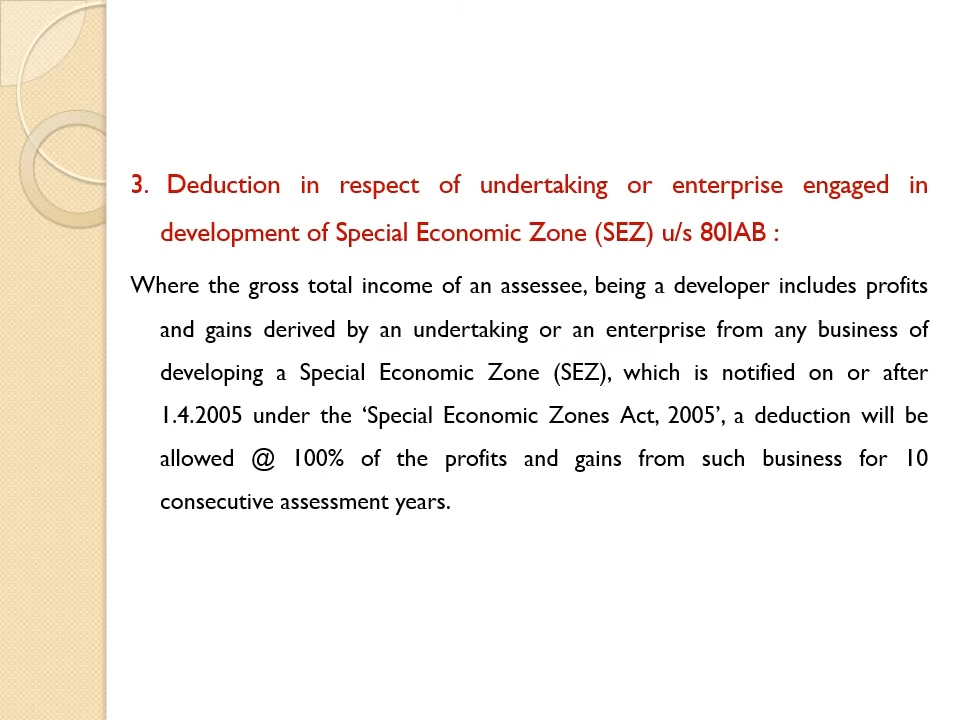 3. Deduction in respect of undertaking or enterprise engaged in
development of Special Economic Zone (SEZ) u/s 80IAB :
Where the gross total income of an assessee, being a developer includes profits
and gains derived by an undertaking or an enterprise from any business of
developing a Special Economic Zone (SEZ), which is notified on or after
1.4.2005 under the ‘Special Economic Zones Act, 2005’, a deduction will be
allowed @ 100% of the profits and gains from such business for 10
consecutive assessment years.